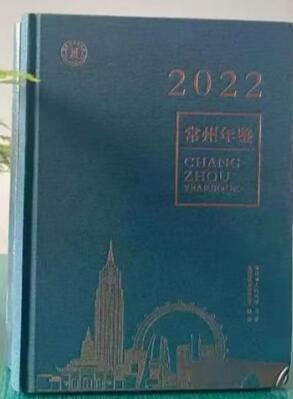 2022
常州年鉴
CHANG
ZHOU
YEARBOOK